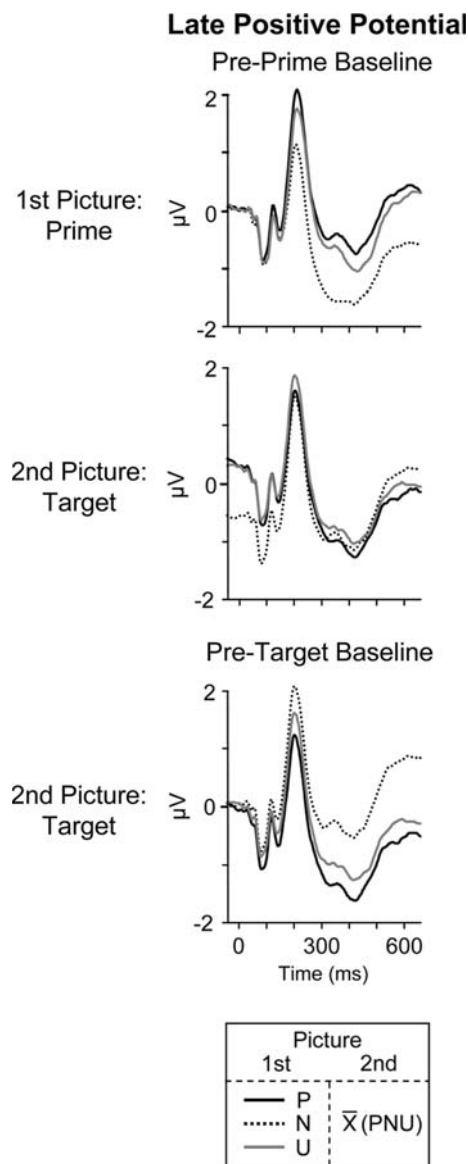 Late Positive Potential
Pre-Prime Baseline
2
1st Picture:
Prime
μV
0
-2
2
2nd Picture:
Target
μV
0
-2
Pre-Target Baseline
2
2nd Picture:
Target
μV
0
-2
0 300 600
Time (ms)
Picture
1st 2nd
P
N X̅ (PNU)
U